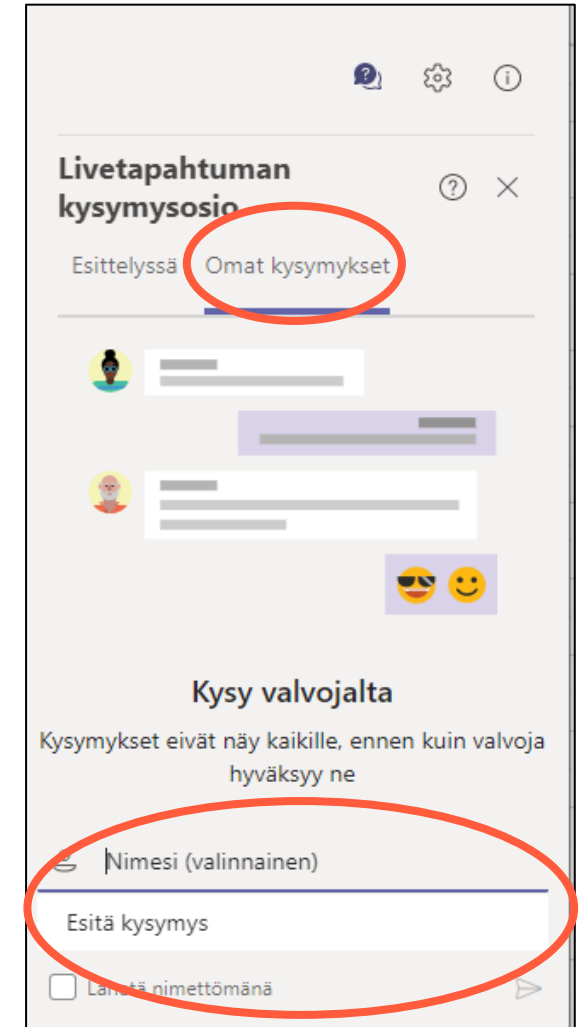 Livetapahtuman
kysymysosio
Esittelyssä Omat kysymykset
Kysy valvojalta
Kysymykset eivät näy kaikille, ennen kuin valvoja
hyväksyy ne
Nimesi (valinnainen)
Esitä kysymys
Lähetä nimettömänä